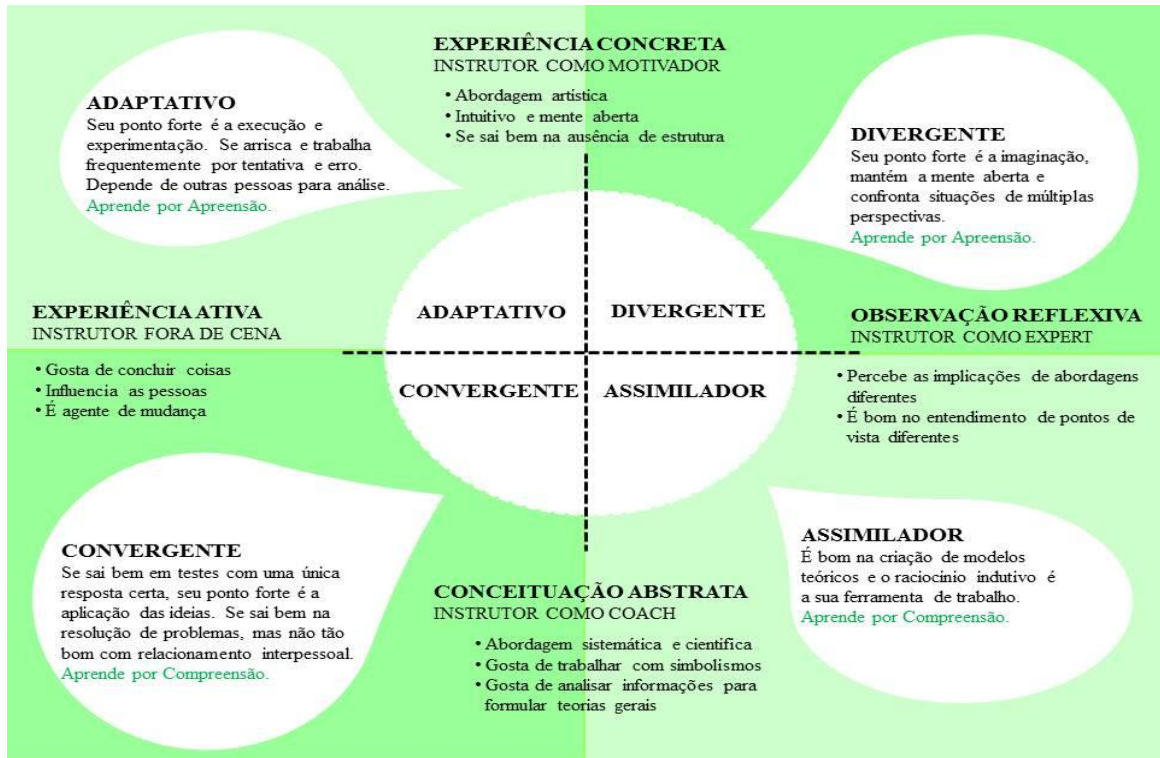 EXPERIÊNCIA CONCRETA
INSTRUTOR COMO MOTIVADOR
• Abordagem artística
• Intuitivo e mente aberta
• Se sai bem na ausência de estrutura
ADAPTATIVO
Seu ponto forte é a execução e
experimentação. Se arrisca e trabalha
frequentemente por tentativa e erro.
Depende de outras pessoas para análise.
Aprende por Apreensão.
DIVERGENTE
Seu ponto forte é a imaginação,
mantém a mente aberta e
confronta situações de múltiplas
perspectivas.
Aprende por Apreensão.
EXPERIÊNCIA ATIVA
INSTRUTOR FORA DE CENA
• Gosta de concluir coisas
• Influencia as pessoas
• É agente de mudança
ADAPTATIVO
DIVERGENTE
CONVERGENTE
ASSIMILADOR
OBSERVAÇÃO REFLEXIVA
INSTRUTOR COMO EXPERT
• Percebe as implicações de abordagens
diferentes
• É bom no entendimento de pontos de
vista diferentes
CONVERGENTE
Se sai bem em testes com uma única
resposta certa, seu ponto forte é a
aplicação das ideias. Se sai bem na
resolução de problemas, mas não tão
bom com relacionamento interpessoal.
Aprende por Compreensão.
CONCEITUAÇÃO ABSTRATA
INSTRUTOR COMO COACH
• Abordagem sistemática e cientifica
• Gosta de trabalhar com simbolismos
• Gosta de analisar informações para
formular teorias gerais
ASSIMILADOR
É bom na criação de modelos
teóricos e o raciocínio indutivo é
a sua ferramenta de trabalho.
Aprende por Compreensão.